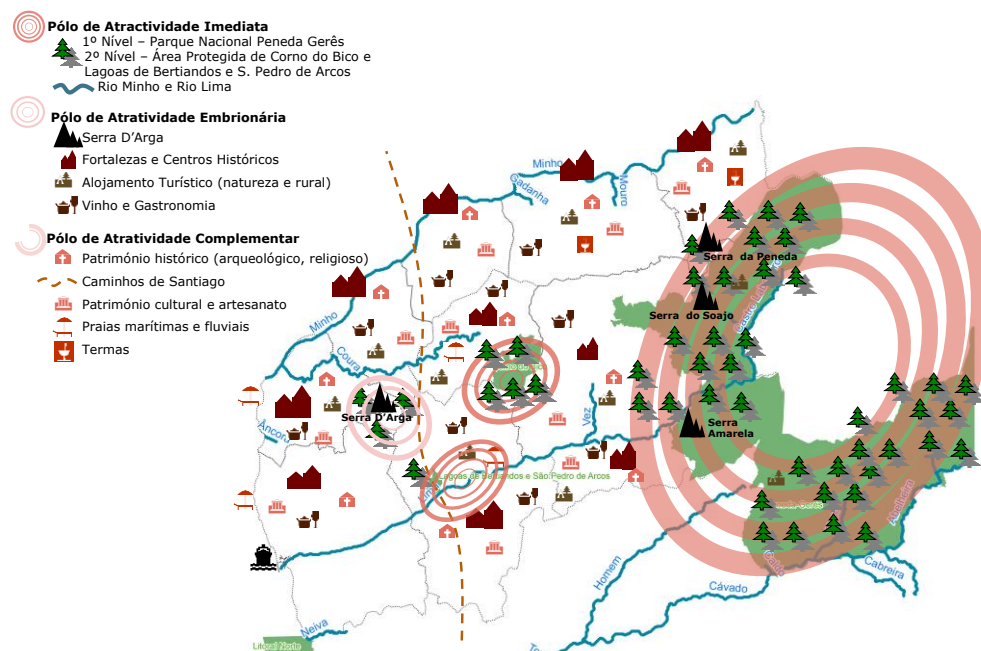 Pólo de Atractividade Imediata
1º Nível – Parque Nacional Peneda Gerês
2º Nível – Área Protegida de Corno do Bico e
Lagoas de Bertiandos e S. Pedro de Arcos
Rio Minho e Rio Lima
Pólo de Atratividade Embrionária
Serra D’Arga
Fortalezas e Centros Históricos
Alojamento Turístico (natureza e rural)
Vinho e Gastronomia
Pólo de Atratividade Complementar
Património histórico (arqueológico, religioso)
Caminhos de Santiago
Património cultural e artesanato
Praias marítimas e fluviais
Termas
Minho
Gadanha
Mouro
Serra da Peneda
Serra do Soajo
Minho
Coura
Serra D’Arga
Âncora
Vez
Serra
Amarela
Lagoas de Bertiandos e São Pedro de Arcos
Homem
Cávado
Cabreira
Neiva
Litoral Norte